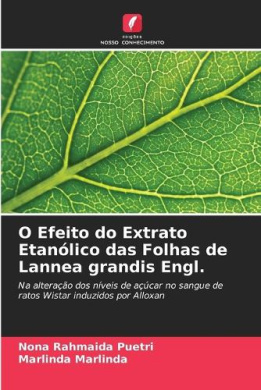 edições
NOSSO CONHECIMENTO
O Efeito do Extrato
Etanólico das Folhas de
Lannea grandis Engl.
Na alteração dos níveis de açúcar no sangue de
ratos Wistar induzidos por Alloxan
Nona Rahmaida Puetri
Marlinda Marlinda